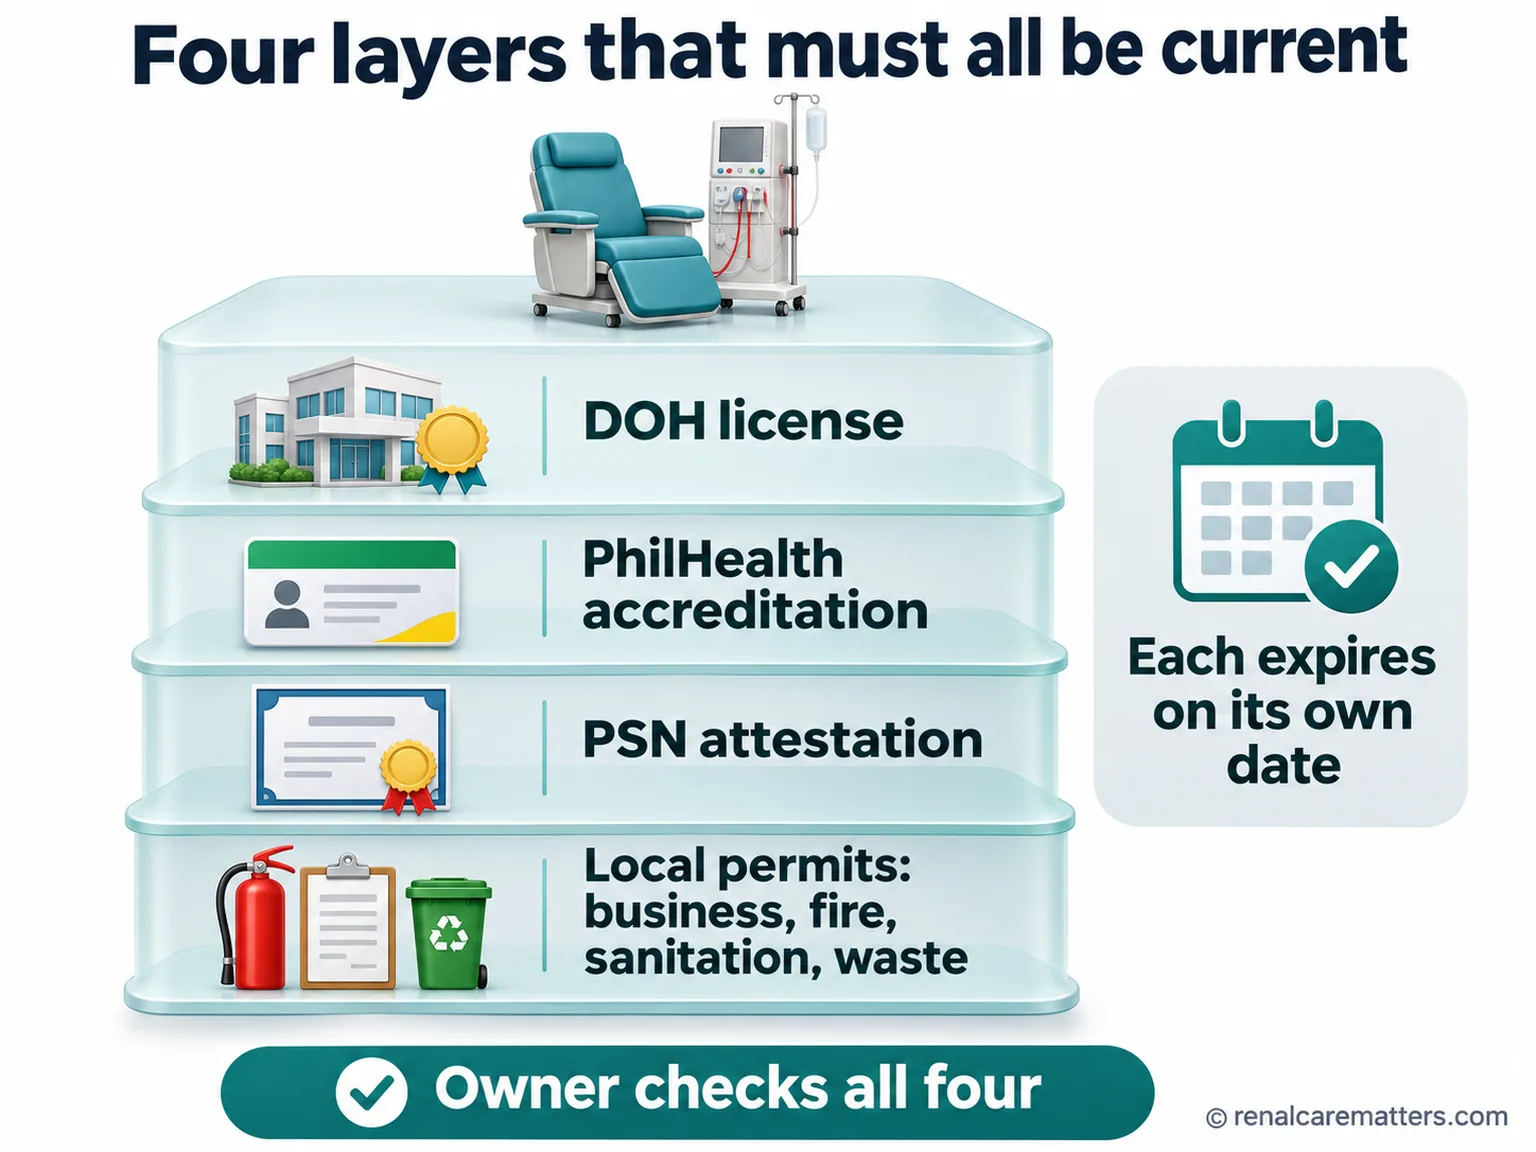 Four layers that must all be current
DOH license
PhilHealth
accreditation
PSN attestation
Local permits:
business, fire,
sanitation, waste
Each expires
on its own
date
Owner checks all four
© renalcarematters.com